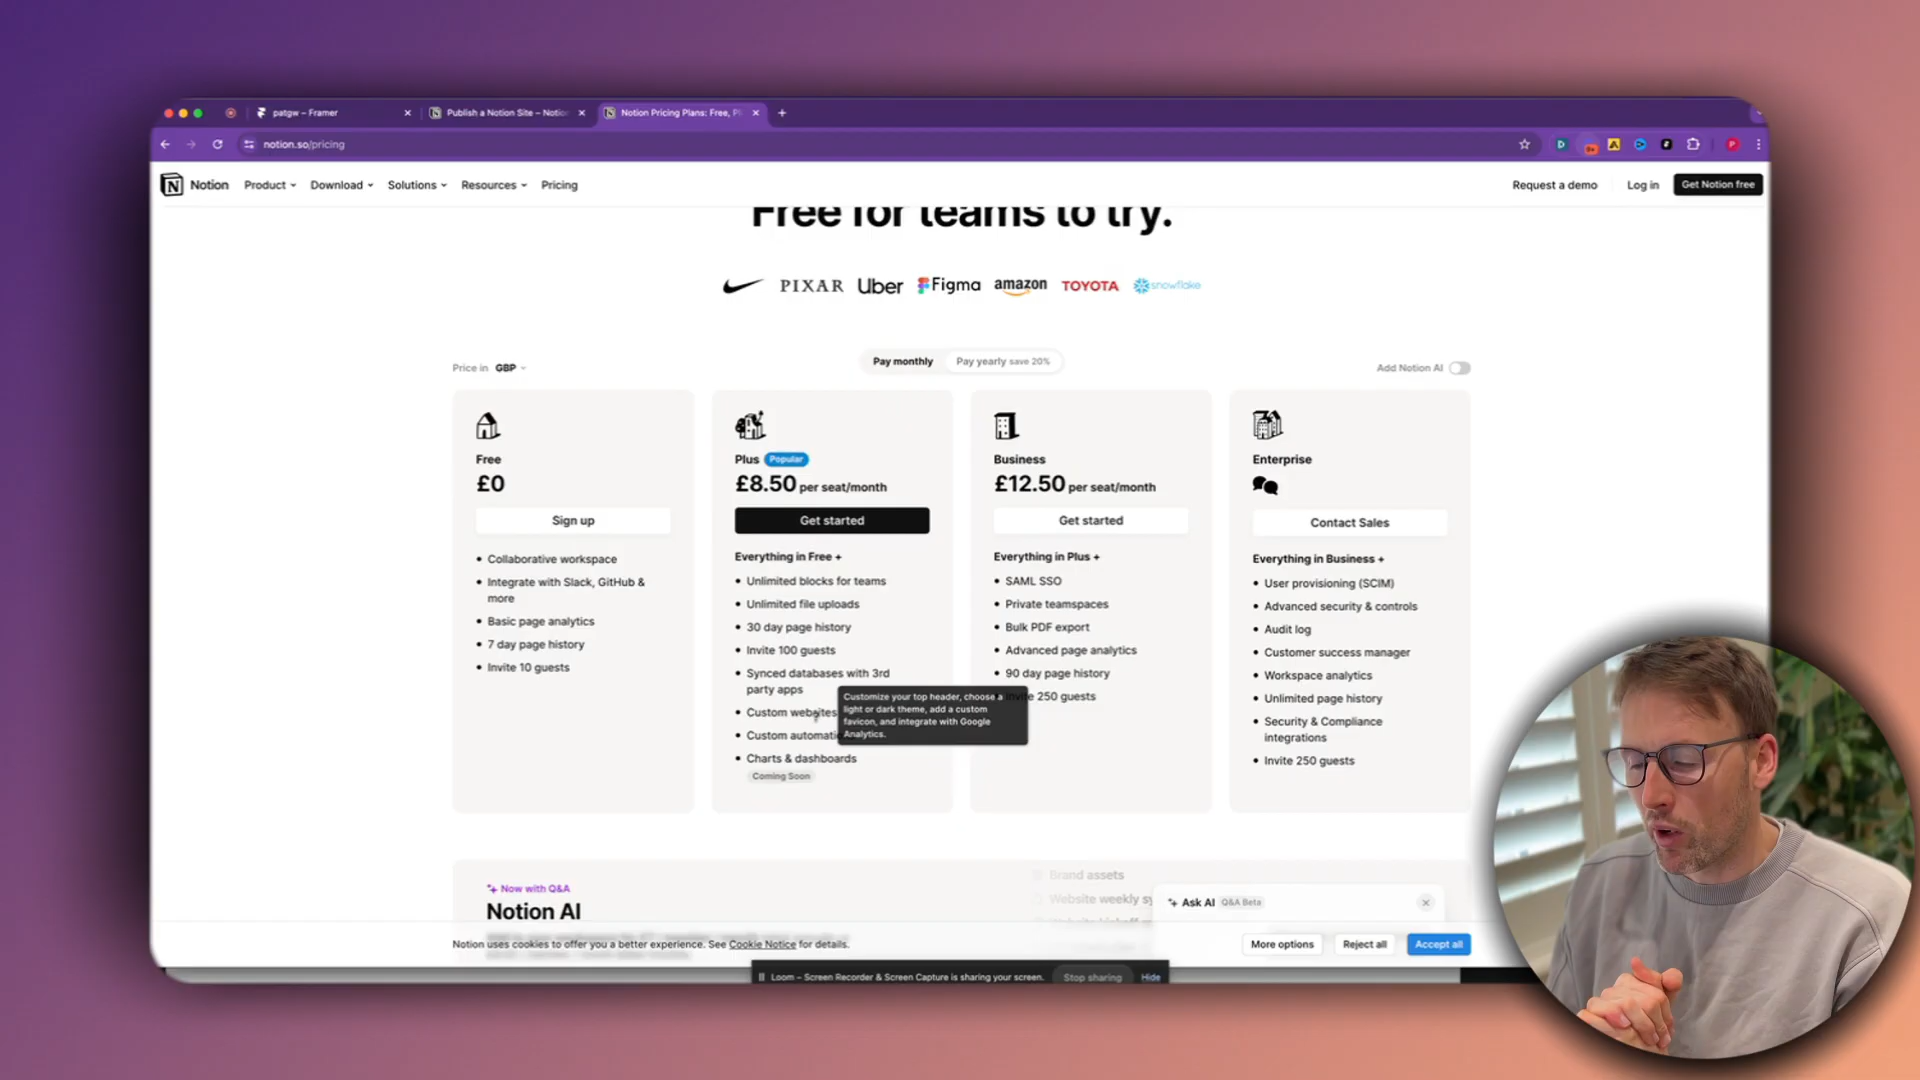 patgw – Framer
Publish a Notion Site – Notion
Notion Pricing Plans: Free, P
notion.so/pricing
Notion
Product
Download
Solutions
Resources
Pricing
Request a demo
Log in
Get Notion free
Free for teams to try.
PIXAR
Uber
Figma
amazon
TOYOTA
snowflake
Price in GBP
Pay monthly
Pay yearly save 20%
Add Notion AI
Free
£0
Sign up
• Collaborative workspace
• Integrate with Slack, GitHub &
more
• Basic page analytics
• 7 day page history
• Invite 10 guests
Plus Popular
£8.50 per seat/month
Get started
Everything in Free +
• Unlimited blocks for teams
• Unlimited file uploads
• 30 day page history
• Invite 100 guests
• Synced databases with 3rd
party apps
• Custom websites
• Custom automati
• Charts & dashboards
Coming Soon
Customize your top header, choose a
light or dark theme, add a custom
favicon, and integrate with Google
Analytics.
Business
£12.50 per seat/month
Get started
Everything in Plus +
• SAML SSO
• Private teamspaces
• Bulk PDF export
• Advanced page analytics
• 90 day page history
Invite 250 guests
Enterprise
Contact Sales
Everything in Business +
• User provisioning (SCIM)
• Advanced security & controls
• Audit log
• Customer success manager
• Workspace analytics
• Unlimited page history
• Security & Compliance
integrations
• Invite 250 guests
Now with Q&A
Notion AI
Brand assets
Website weekly sy
Ask AI Q&A Beta
Notion uses cookies to offer you a better experience. See Cookie Notice for details.
More options
Reject all
Accept all
Loom – Screen Recorder & Screen Capture is sharing your screen.
Stop sharing
Hide